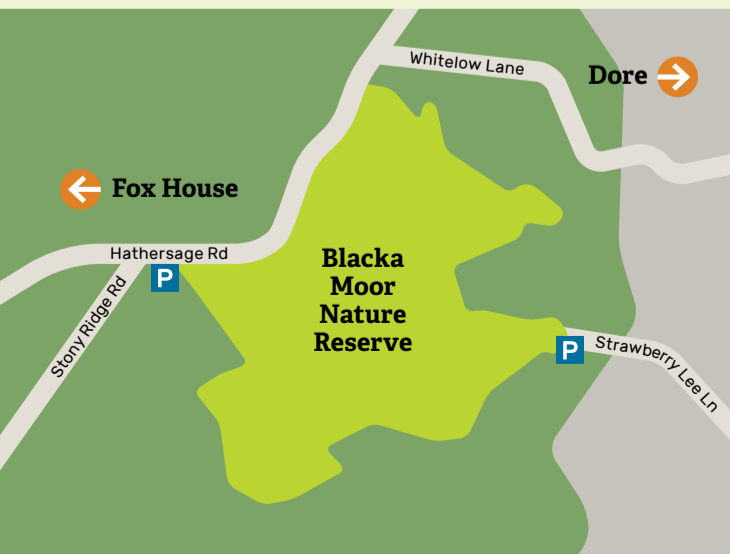 Whitelow Lane
Dore
Fox House
Hathersage Rd
P
Stony Ridge Rd
Blacka
Moor
Nature
Reserve
P
Strawberry Lee Ln